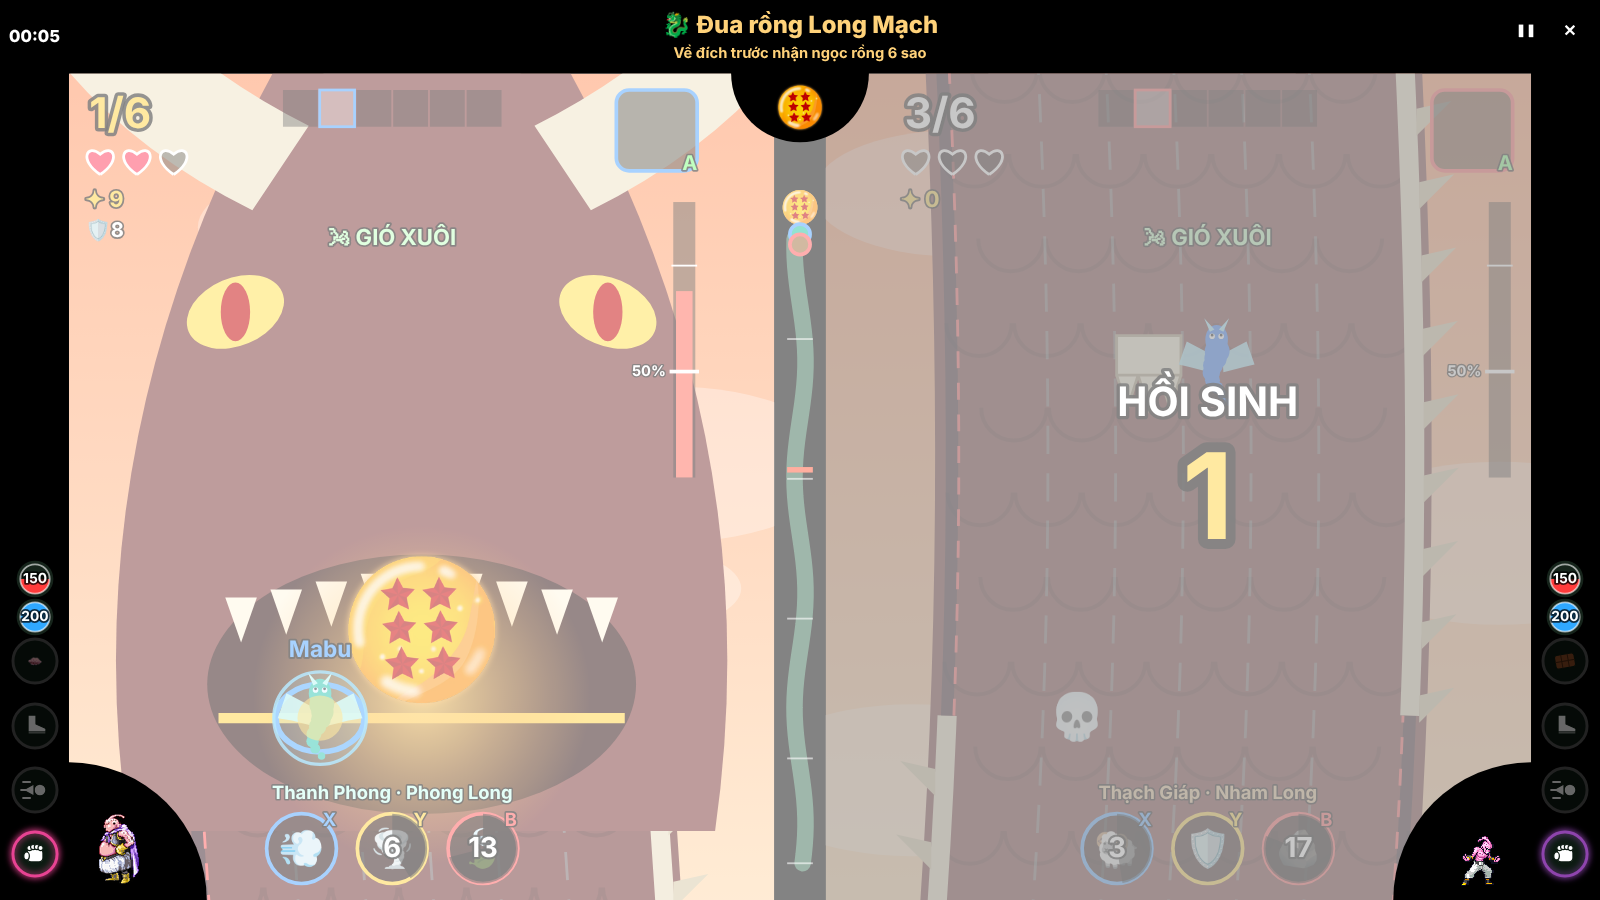 00:05
Đua rồng Long Mạch
Về đích trước nhận ngọc rồng 6 sao
1/6
A
9
8
GIÓ XUÔI
50%
Mabu
Thanh Phong · Phong Long
X
Y
B
6
13
3/6
A
0
GIÓ XUÔI
50%
HỒI SINH
1
Thạch Giáp · Nham Long
X
Y
B
3
17
150
200
150
200